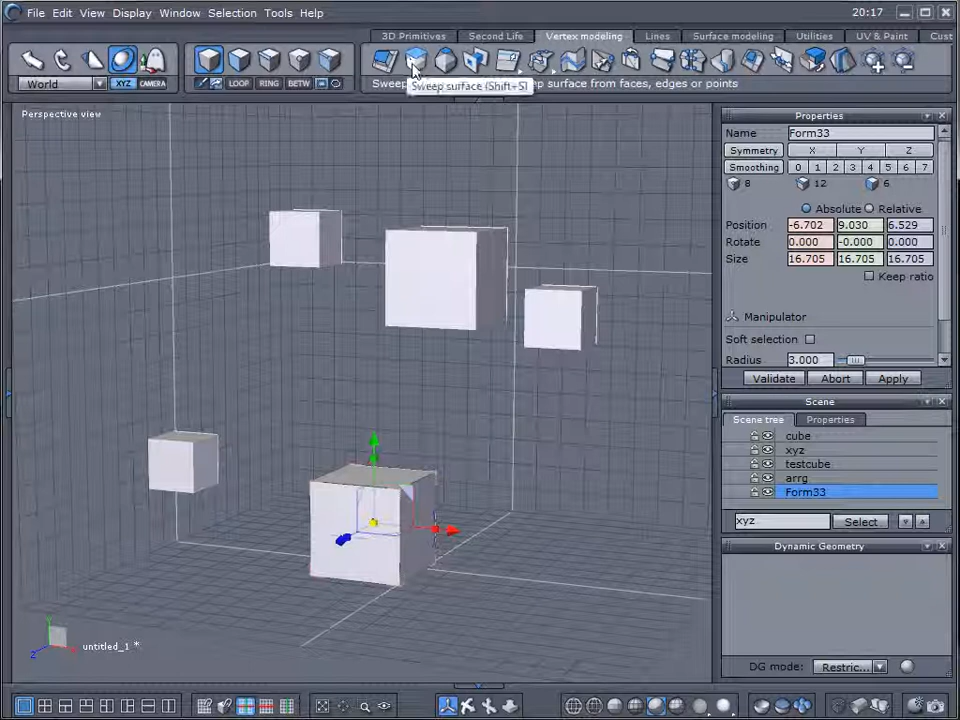 File Edit View Display Window Selection Tools Help
20:17
3D Primitives Second Life Vertex modeling Lines Surface modeling Utilities UV & Paint Cust
World XYZ CAMERA LOOP RING BETW
Sweep surface from faces, edges or points
Sweep surface (Shift+S)
Perspective view
Properties
Name Form33
Symmetry X Y Z
Smoothing 0 1 2 3 4 5 6 7
8 12 6
Absolute Relative
Position -6.702 9.030 6.529
Rotate 0.000 -0.000 0.000
Size 16.705 16.705 16.705
Keep ratio
Manipulator
Soft selection
Radius 3.000
Validate Abort Apply
Scene
Scene tree Properties
cube
xyz
testcube
arrg
Form33
xyz Select
Dynamic Geometry
Y
Z
untitled_1 *
DG mode: Restric...